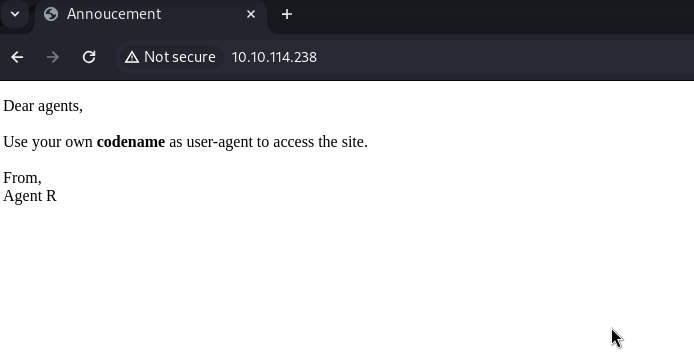 Annoucement
Not secure 10.10.114.238
Dear agents,
Use your own codename as user-agent to access the site.
From,
Agent R